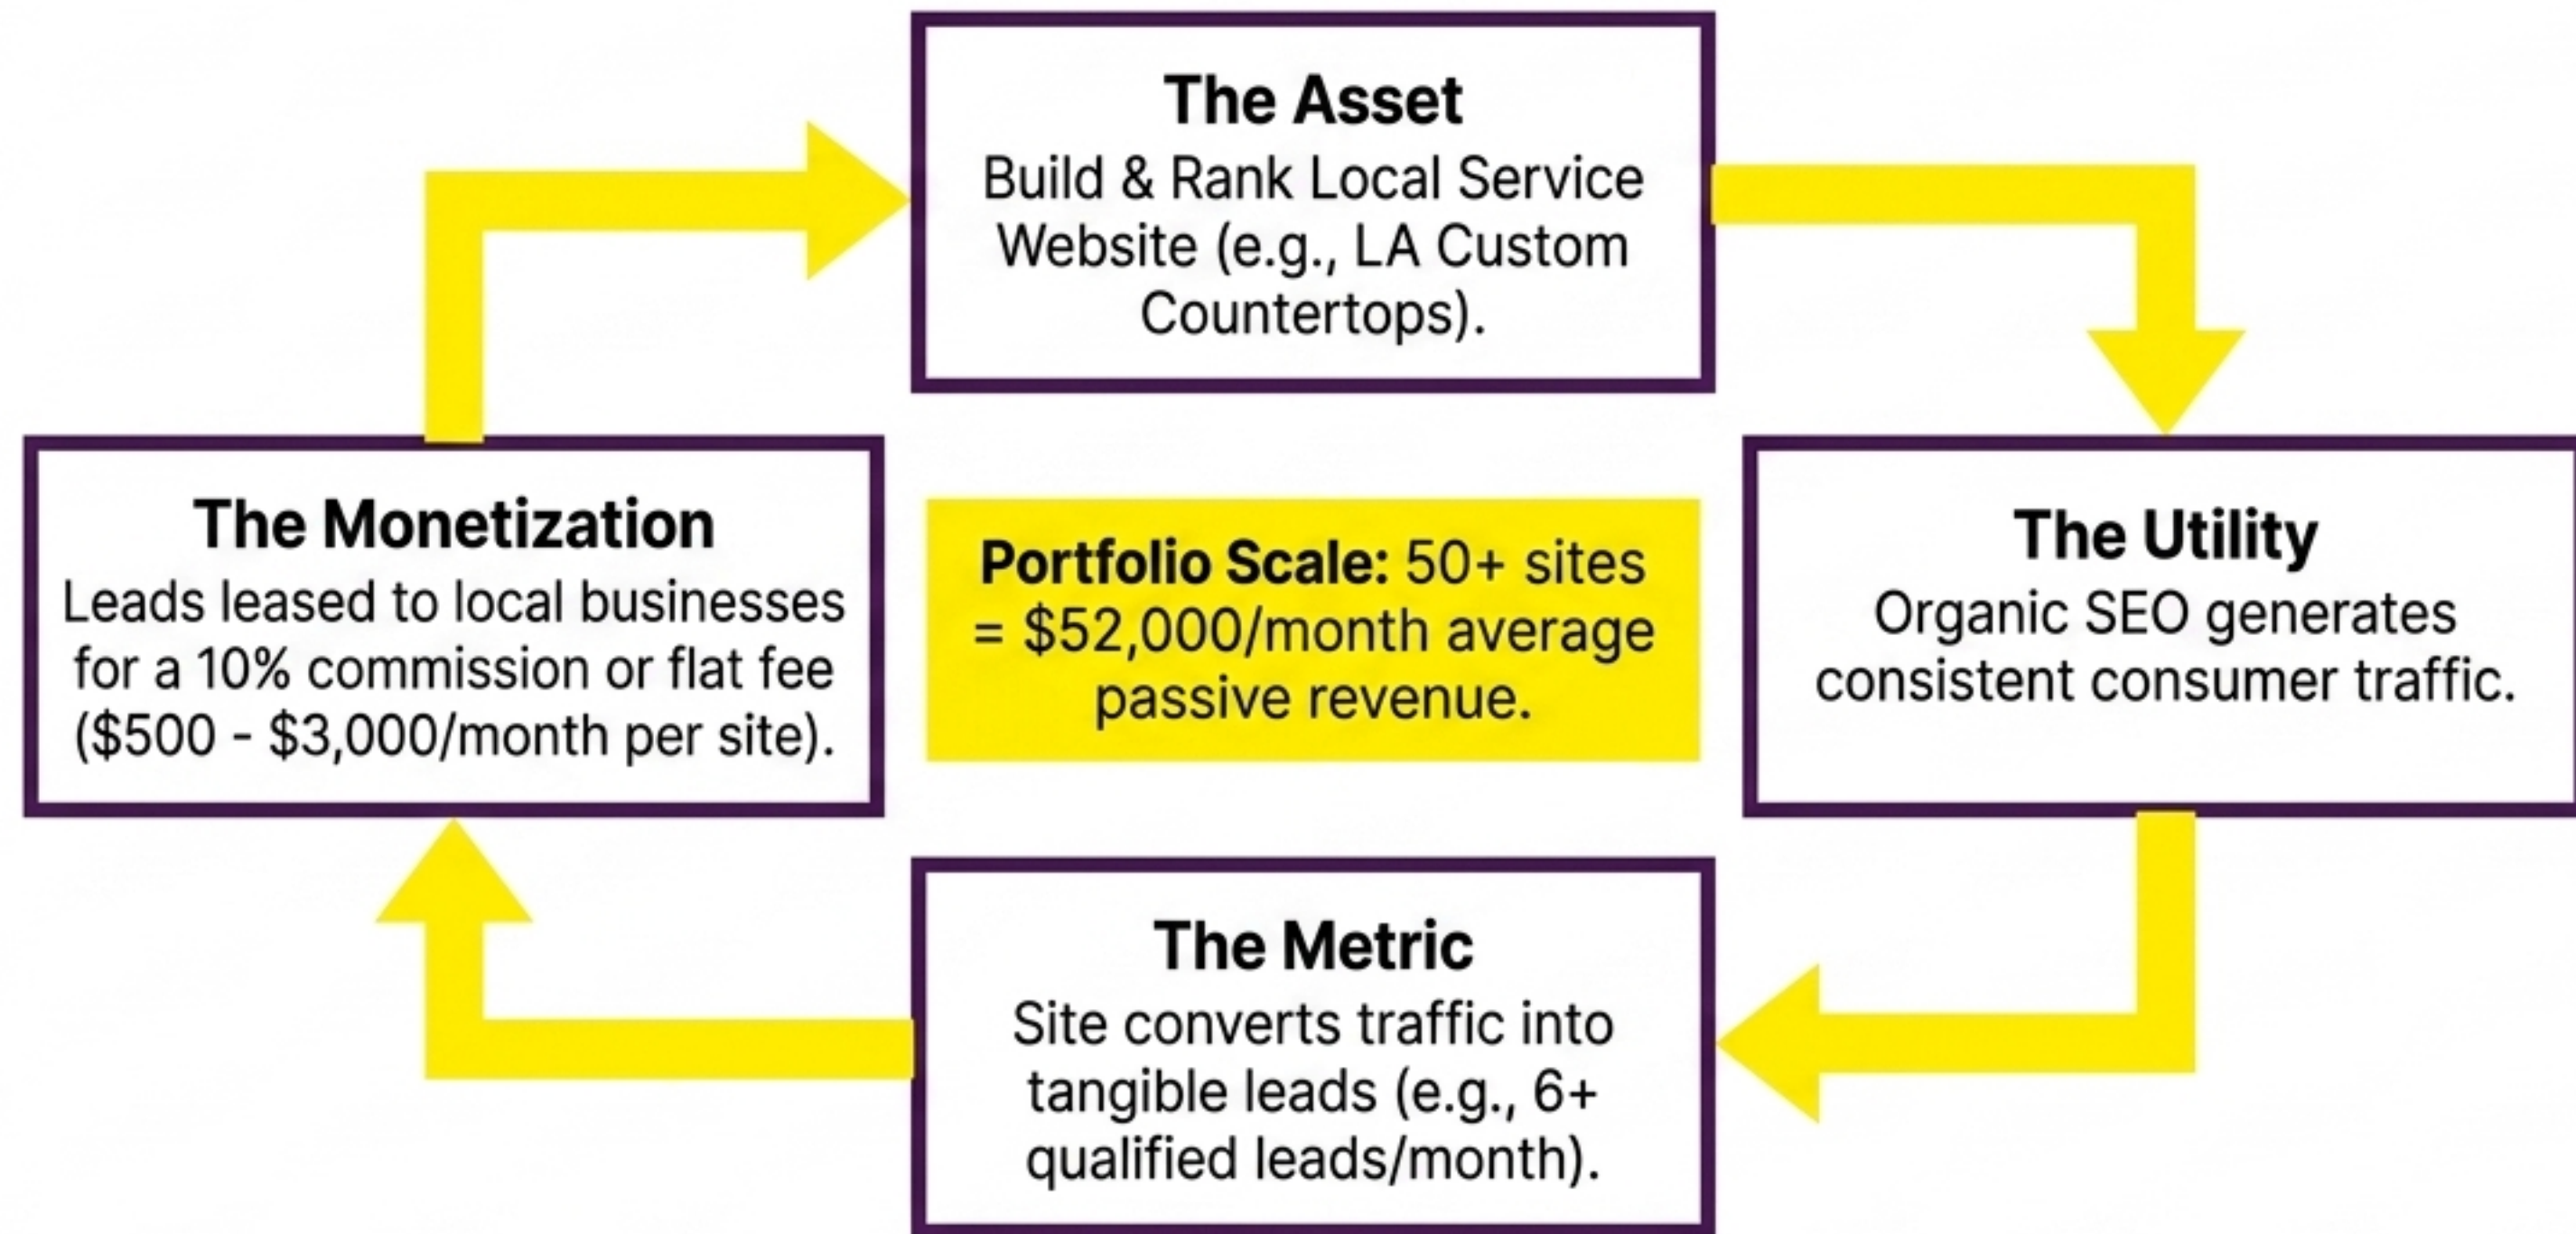 The Asset
Build & Rank Local Service
Website (e.g., LA Custom
Countertops).
The Monetization
Leads leased to local businesses
for a 10% commission or flat fee
($500 - $3,000/month per site).
Portfolio Scale: 50+ sites
= $52,000/month average
passive revenue.
The Utility
Organic SEO generates
consistent consumer traffic.
The Metric
Site converts traffic into
tangible leads (e.g., 6+
qualified leads/month).